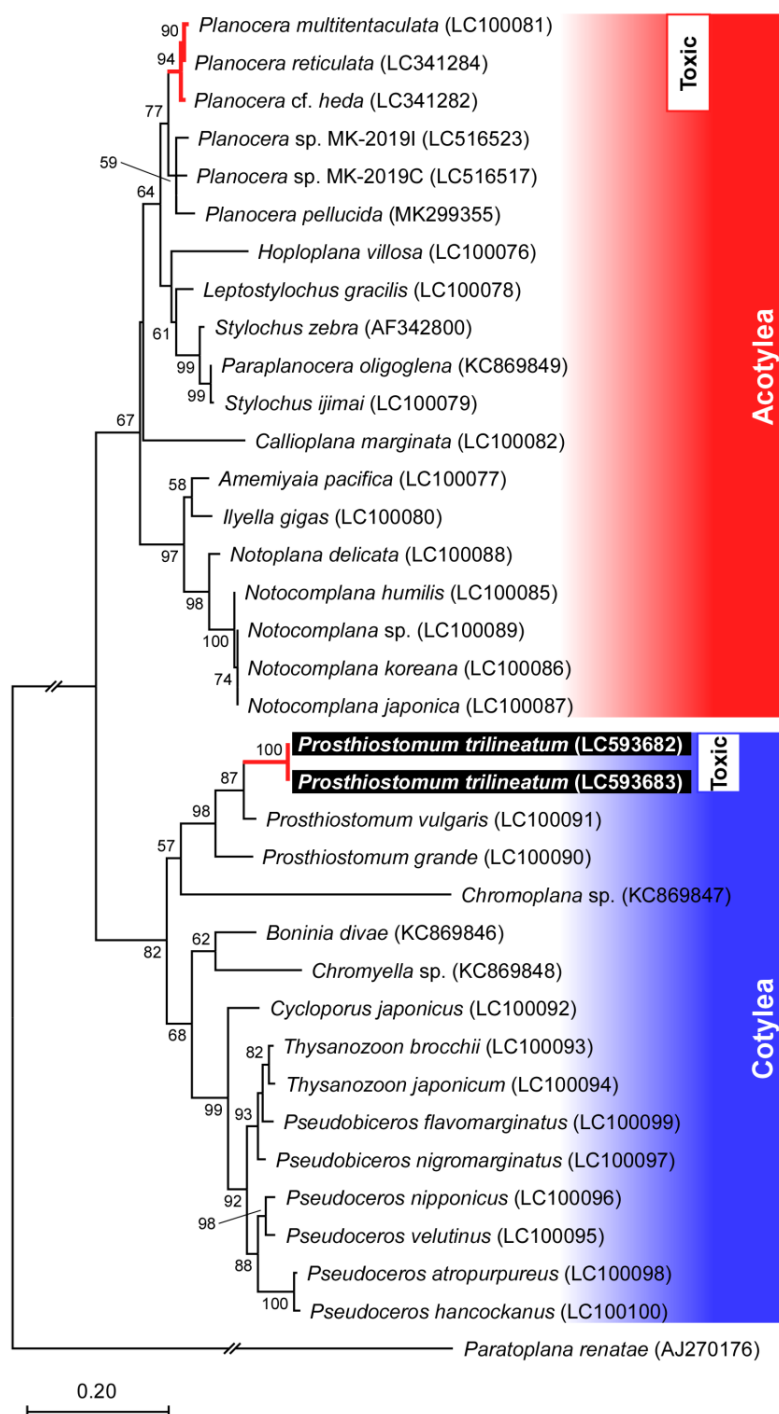 90
Planocera multitentaculata (LC100081)
94
Planocera reticulata (LC341284)
Toxic
Planocera cf. heda (LC341282)
77
Planocera sp. MK-2019I (LC516523)
59
Planocera sp. MK-2019C (LC516517)
64
Planocera pellucida (MK299355)
Hoploplana villosa (LC100076)
Leptostylochus gracilis (LC100078)
61
Stylochus zebra (AF342800)
99
Paraplanocera oligoglena (KC869849)
99
Stylochus ijimai (LC100079)
Acotylea
67
Callioplana marginata (LC100082)
58
Amemiyaia pacifica (LC100077)
Ilyella gigas (LC100080)
97
Notoplana delicata (LC100088)
98
Notocomplana humilis (LC100085)
100
Notocomplana sp. (LC100089)
74
Notocomplana koreana (LC100086)
Notocomplana japonica (LC100087)
100
Prosthiostomum trilineatum (LC593682)
Toxic
87
Prosthiostomum trilineatum (LC593683)
98
Prosthiostomum vulgaris (LC100091)
57
Prosthiostomum grande (LC100090)
Chromoplana sp. (KC869847)
82
62
Boninia divae (KC869846)
Chromyella sp. (KC869848)
68
Cycloporus japonicus (LC100092)
Cotylea
82
Thysanozoon brocchii (LC100093)
99
Thysanozoon japonicum (LC100094)
93
Pseudobiceros flavomarginatus (LC100099)
Pseudobiceros nigromarginatus (LC100097)
92
Pseudoceros nipponicus (LC100096)
98
Pseudoceros velutinus (LC100095)
88
Pseudoceros atropurpureus (LC100098)
100
Pseudoceros hancockanus (LC100100)
Paratoplana renatae (AJ270176)
0.20